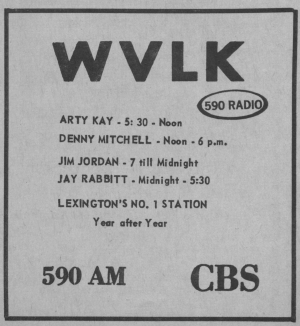 WVLK
590 RADIO
ARTY KAY - 5:30 - Noon
DENNY MITCHELL - Noon - 6 p.m.
JIM JORDAN - 7 till Midnight
JAY RABBITT - Midnight - 5:30
LEXINGTON'S NO. 1 STATION
Year after Year
590 AM CBS